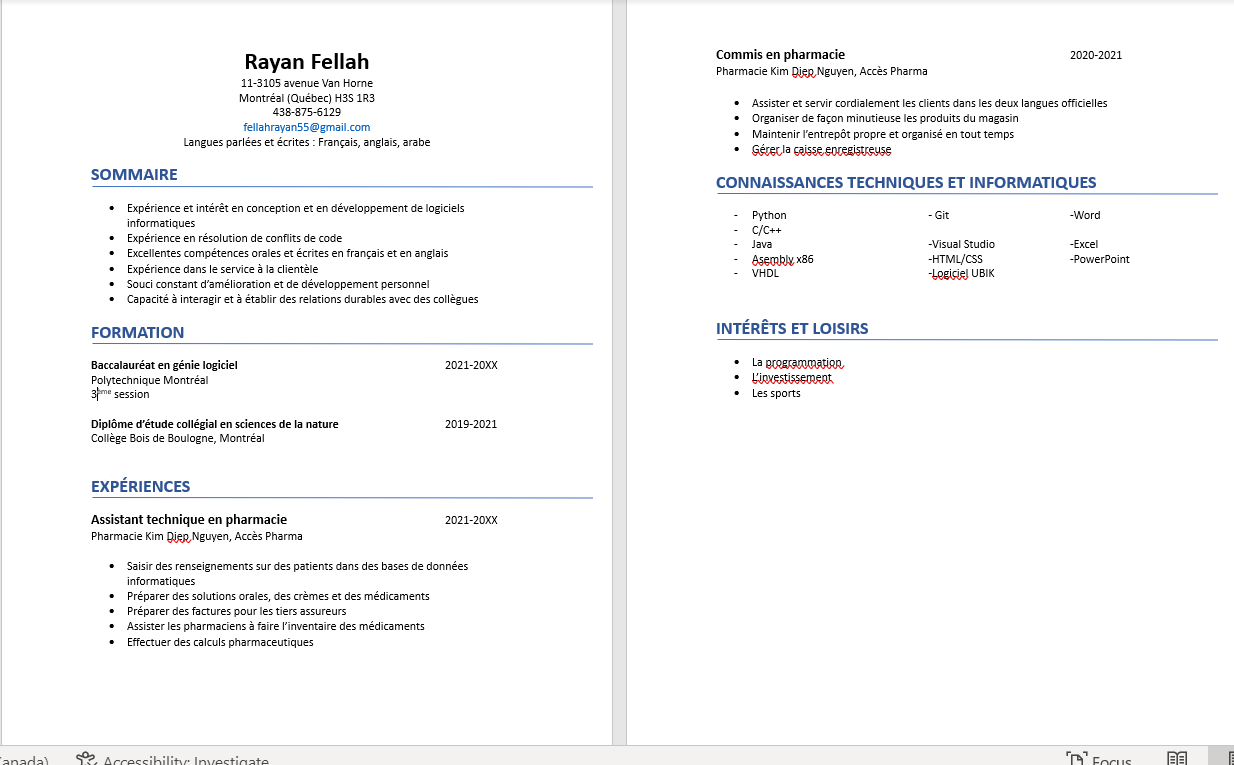 Rayan Fellah
11-3105 avenue Van Horne
Montréal (Québec) H3S 1R3
438-875-6129
fellahrayan55@gmail.com
Langues parlées et écrites : Français, anglais, arabe
SOMMAIRE
• Expérience et intérêt en conception et en développement de logiciels
informatiques
• Expérience en résolution de conflits de code
• Excellentes compétences orales et écrites en français et en anglais
• Expérience dans le service à la clientèle
• Souci constant d’amélioration et de développement personnel
• Capacité à interagir et à établir des relations durables avec des collègues
FORMATION
Baccalauréat en génie logiciel 2021-20XX
Polytechnique Montréal
3ème session
Diplôme d’étude collégial en sciences de la nature 2019-2021
Collège Bois de Boulogne, Montréal
EXPÉRIENCES
Assistant technique en pharmacie 2021-20XX
Pharmacie Kim Diep Nguyen, Accès Pharma
• Saisir des renseignements sur des patients dans des bases de données
informatiques
• Préparer des solutions orales, des crèmes et des médicaments
• Préparer des factures pour les tiers assureurs
• Assister les pharmaciens à faire l’inventaire des médicaments
• Effectuer des calculs pharmaceutiques
Commis en pharmacie 2020-2021
Pharmacie Kim Diep Nguyen, Accès Pharma
• Assister et servir cordialement les clients dans les deux langues officielles
• Organiser de façon minutieuse les produits du magasin
• Maintenir l’entrepôt propre et organisé en tout temps
• Gérer la caisse enregistreuse
CONNAISSANCES TECHNIQUES ET INFORMATIQUES
- Python - Git -Word
- C/C++
- Java -Visual Studio -Excel
- Asembly x86 -HTML/CSS -PowerPoint
- VHDL -Logiciel UBIK
INTÉRÊTS ET LOISIRS
• La programmation
• L’investissement
• Les sports
Canada) Accessibility: Investigate Focus